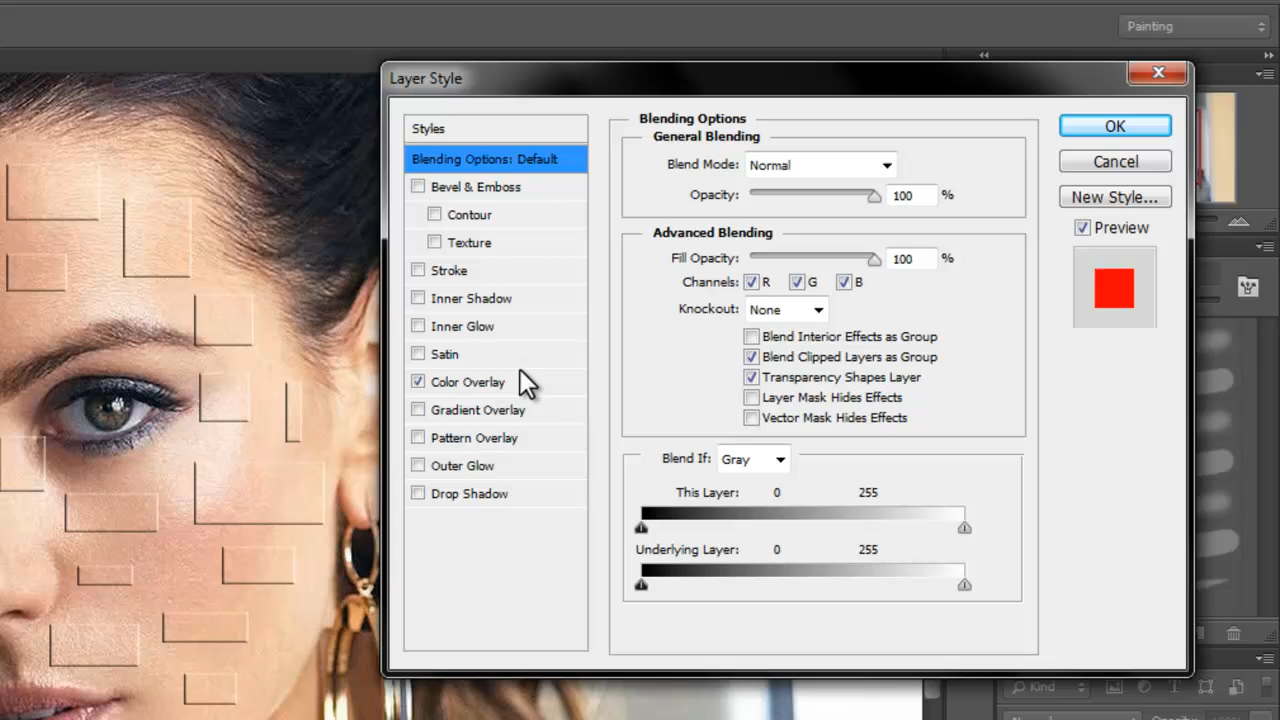 Painting
Layer Style
Styles
Blending Options: Default
Bevel & Emboss
Contour
Texture
Stroke
Inner Shadow
Inner Glow
Satin
Color Overlay
Gradient Overlay
Pattern Overlay
Outer Glow
Drop Shadow
Blending Options
General Blending
Blend Mode: Normal
Opacity: 100 %
Advanced Blending
Fill Opacity: 100 %
Channels: R G B
Knockout: None
Blend Interior Effects as Group
Blend Clipped Layers as Group
Transparency Shapes Layer
Layer Mask Hides Effects
Vector Mask Hides Effects
Blend If: Gray
This Layer: 0 255
Underlying Layer: 0 255
OK
Cancel
New Style...
Preview
Kind